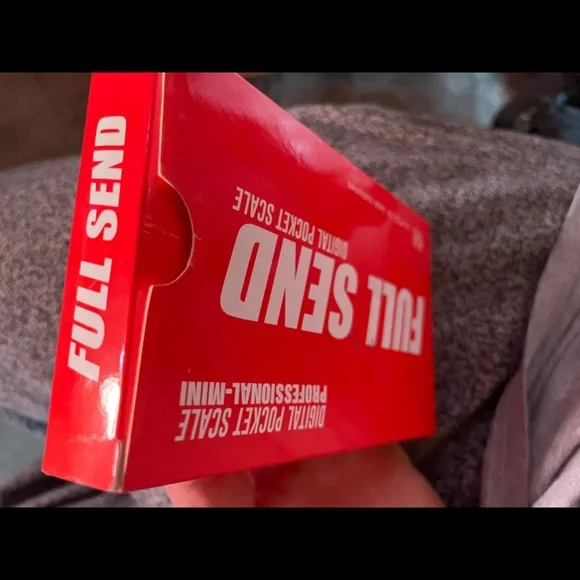 FULL SEND
FULL SEND
DIGITAL POCKET SCALE
DIGITAL POCKET SCALE
PROFESSIONAL-MINI